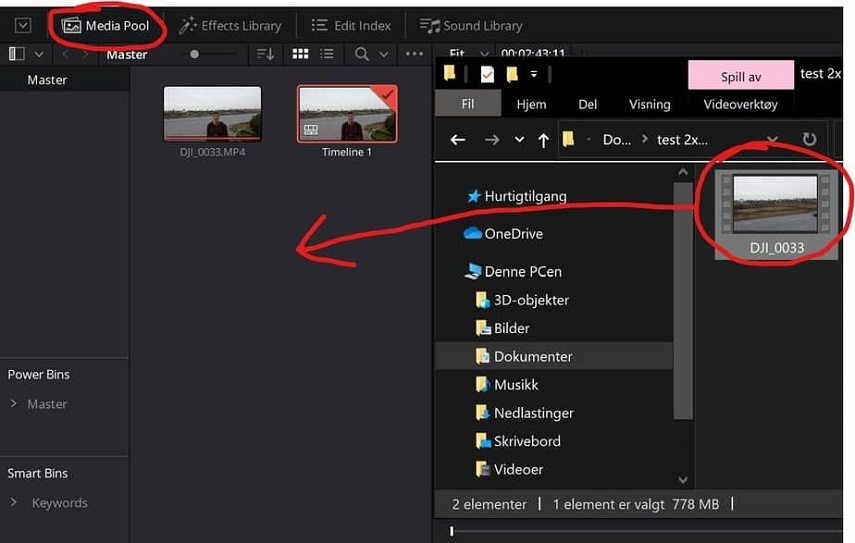 Media Pool
Effects Library
Edit Index
Sound Library
Master
Fit
00:02:43:11
Master
DJI_0033.MP4
Timeline 1
Power Bins
Master
Smart Bins
Keywords
Spill av
test 2x
Fil
Hjem
Del
Visning
Videoverktøy
Do...
test 2x...
Hurtigtilgang
OneDrive
Denne PCen
3D-objekter
Bilder
Dokumenter
Musikk
Nedlastinger
Skrivebord
Videoer
DJI_0033
2 elementer
1 element er valgt 778 MB